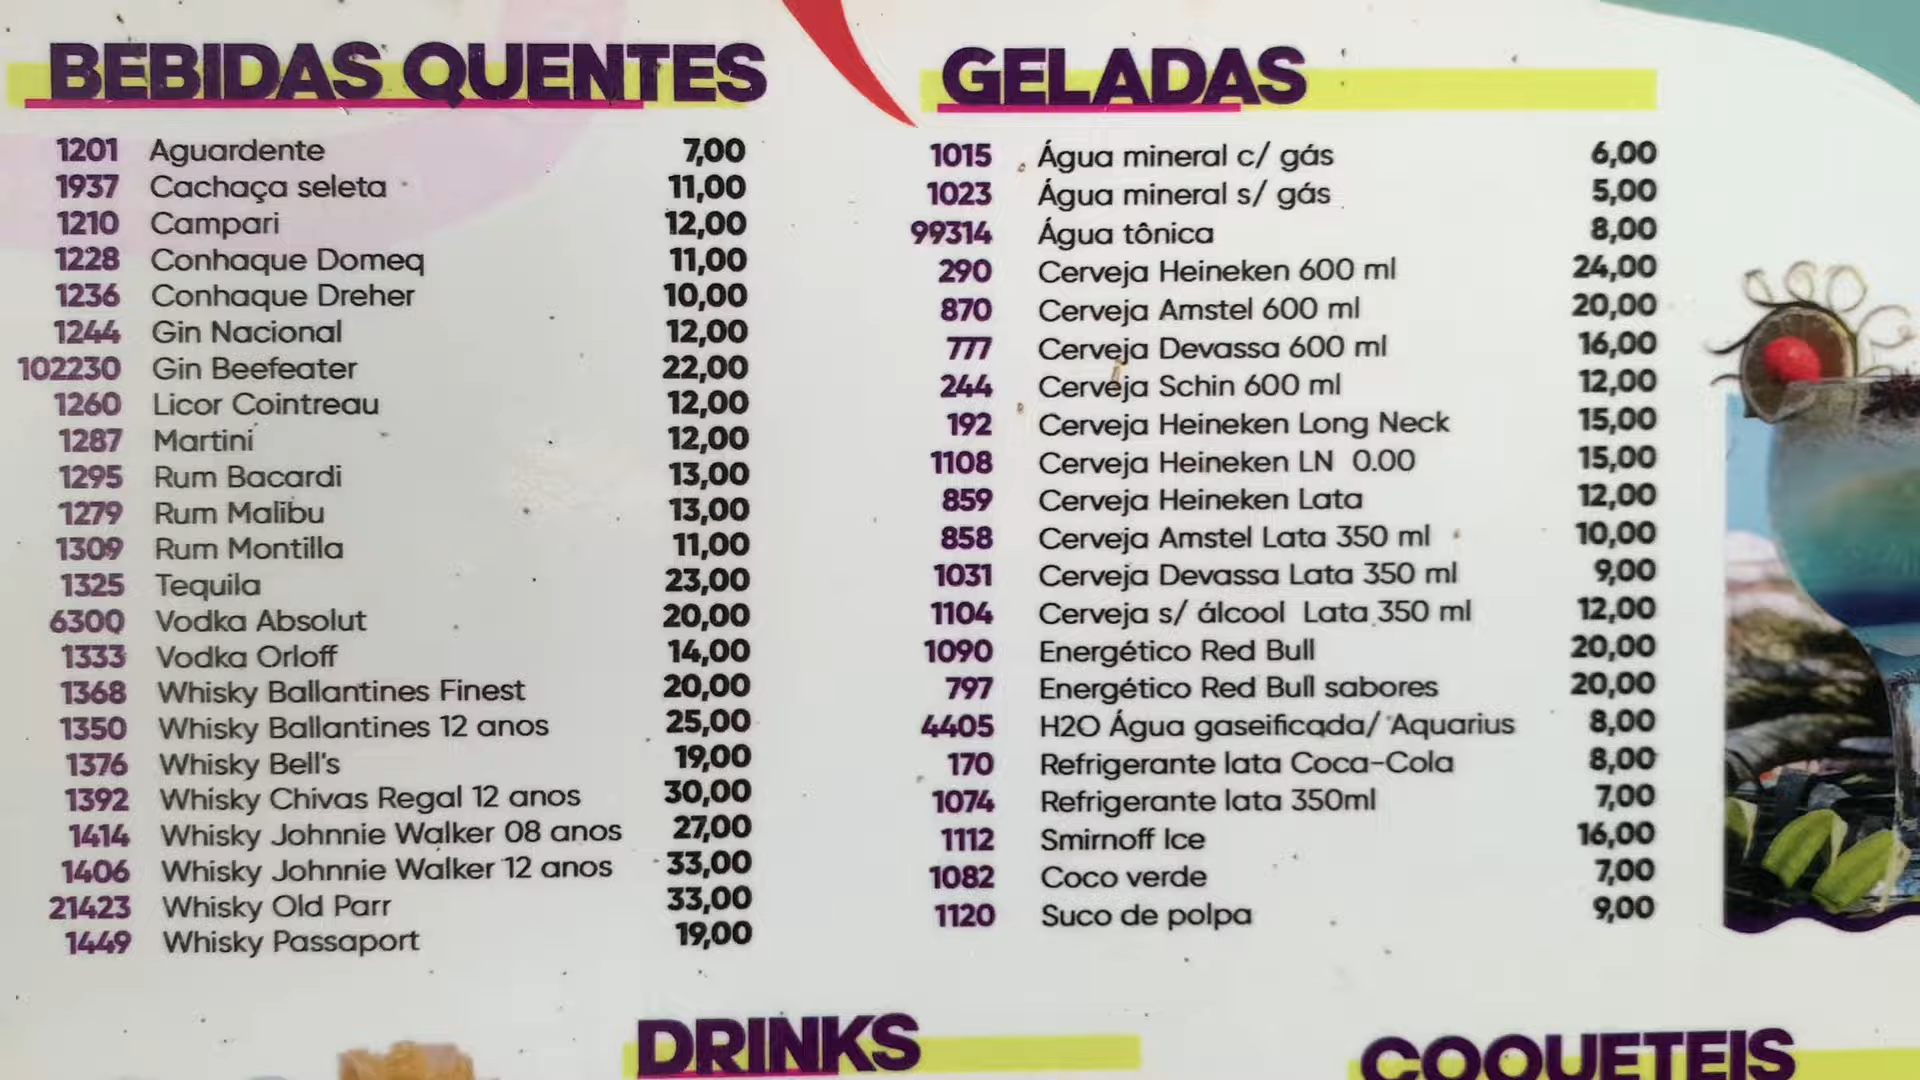 BEBIDAS QUENTES
1201 Aguardente 7,00
1937 Cachaça seleta 11,00
1210 Campari 12,00
1228 Conhaque Domeq 11,00
1236 Conhaque Dreher 10,00
1244 Gin Nacional 12,00
102230 Gin Beefeater 22,00
1260 Licor Cointreau 12,00
1287 Martini 12,00
1295 Rum Bacardi 13,00
1279 Rum Malibu 13,00
1309 Rum Montilla 11,00
1325 Tequila 23,00
6300 Vodka Absolut 20,00
1333 Vodka Orloff 14,00
1368 Whisky Ballantines Finest 20,00
1350 Whisky Ballantines 12 anos 25,00
1376 Whisky Bell's 19,00
1392 Whisky Chivas Regal 12 anos 30,00
1414 Whisky Johnnie Walker 08 anos 27,00
1406 Whisky Johnnie Walker 12 anos 33,00
21423 Whisky Old Parr 33,00
1449 Whisky Passaport 19,00
GELADAS
1015 Água mineral c/ gás 6,00
1023 Água mineral s/ gás 5,00
99314 Água tônica 8,00
290 Cerveja Heineken 600 ml 24,00
870 Cerveja Amstel 600 ml 20,00
777 Cerveja Devassa 600 ml 16,00
244 Cerveja Schin 600 ml 12,00
192 Cerveja Heineken Long Neck 15,00
1108 Cerveja Heineken LN 0.00 15,00
859 Cerveja Heineken Lata 12,00
858 Cerveja Amstel Lata 350 ml 10,00
1031 Cerveja Devassa Lata 350 ml 9,00
1104 Cerveja s/ álcool Lata 350 ml 12,00
1090 Energético Red Bull 20,00
797 Energético Red Bull sabores 20,00
4405 H2O Água gaseificada/ Aquarius 8,00
170 Refrigerante lata Coca-Cola 8,00
1074 Refrigerante lata 350ml 7,00
1112 Smirnoff Ice 16,00
1082 Coco verde 7,00
1120 Suco de polpa 9,00
DRINKS
COQUETEIS